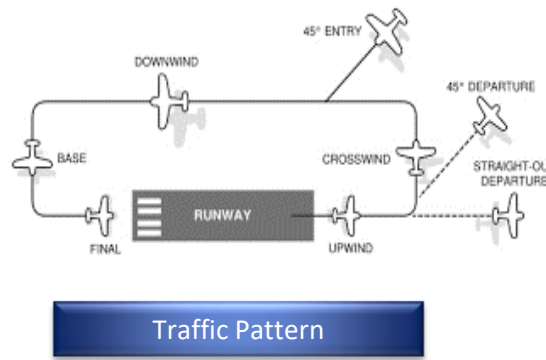 45° ENTRY
DOWNWIND
45° DEPARTURE
BASE
CROSSWIND
STRAIGHT-OU
DEPARTURE
RUNWAY
FINAL
UPWIND
Traffic Pattern